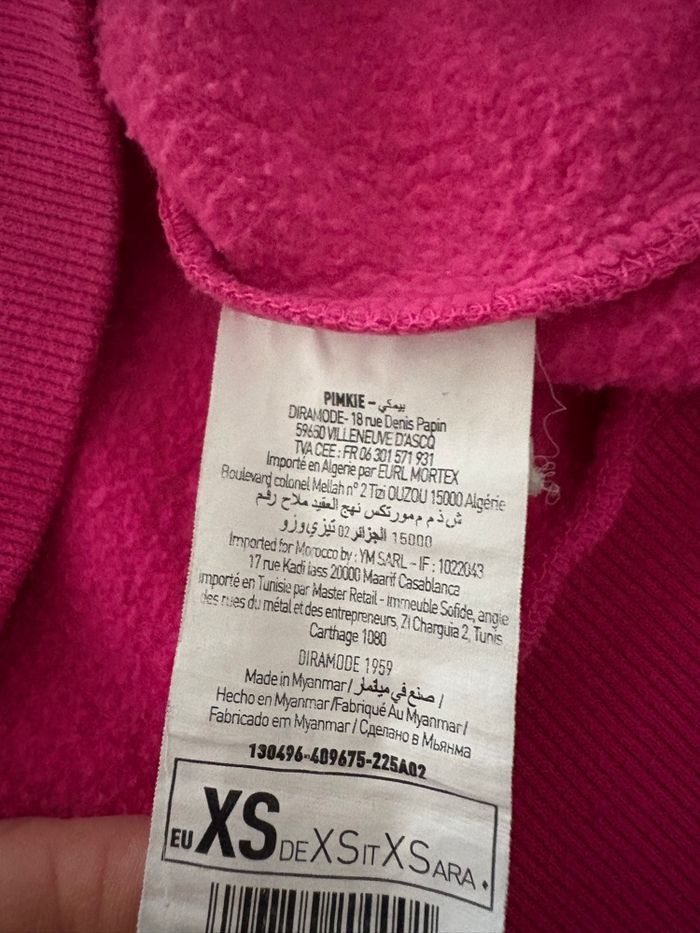 PIMKIE – بيمكي
DIRAMODE- 18 rue Denis Papin
59650 VILLENEUVE D'ASCQ
TVA CEE : FR 06 301 571 931
Importé en Algerie par EURL MORTEX
Boulevard colonel Mellah n° 2 Tizi OUZOU 15000 Algérie
ش ذ م م مورتكس نهج العقيد ملاح رقم
02 تيزي وزو 15000 الجزائر
Imported for Morocco by : YM SARL – IF : 1022043
17 rue Kadi Iass 20000 Maarif Casablanca
importé en Tunisie par Master Retail - immeuble Sofide, angle
des rues du métal et des entrepreneurs, ZI Charguia 2, Tunis
Carthage 1080
DIRAMODE 1959
Made in Myanmar / صنع في ميانمار /
Hecho en Myanmar /Fabriqué Au Myanmar/
Fabricado em Myanmar / Сделано в Мьянма
130496-409675-225A02
EU XS DE XS IT XS ARA